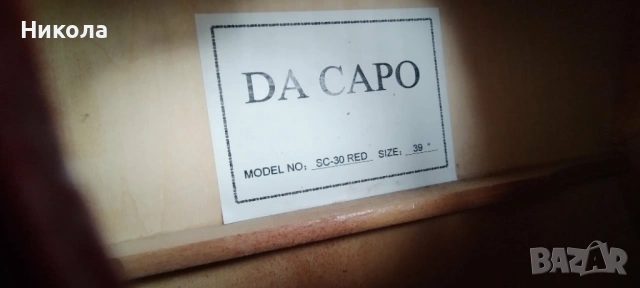 Никола
DA CAPO
MODEL NO: SC-30 RED SIZE: 39 "
BAZAR